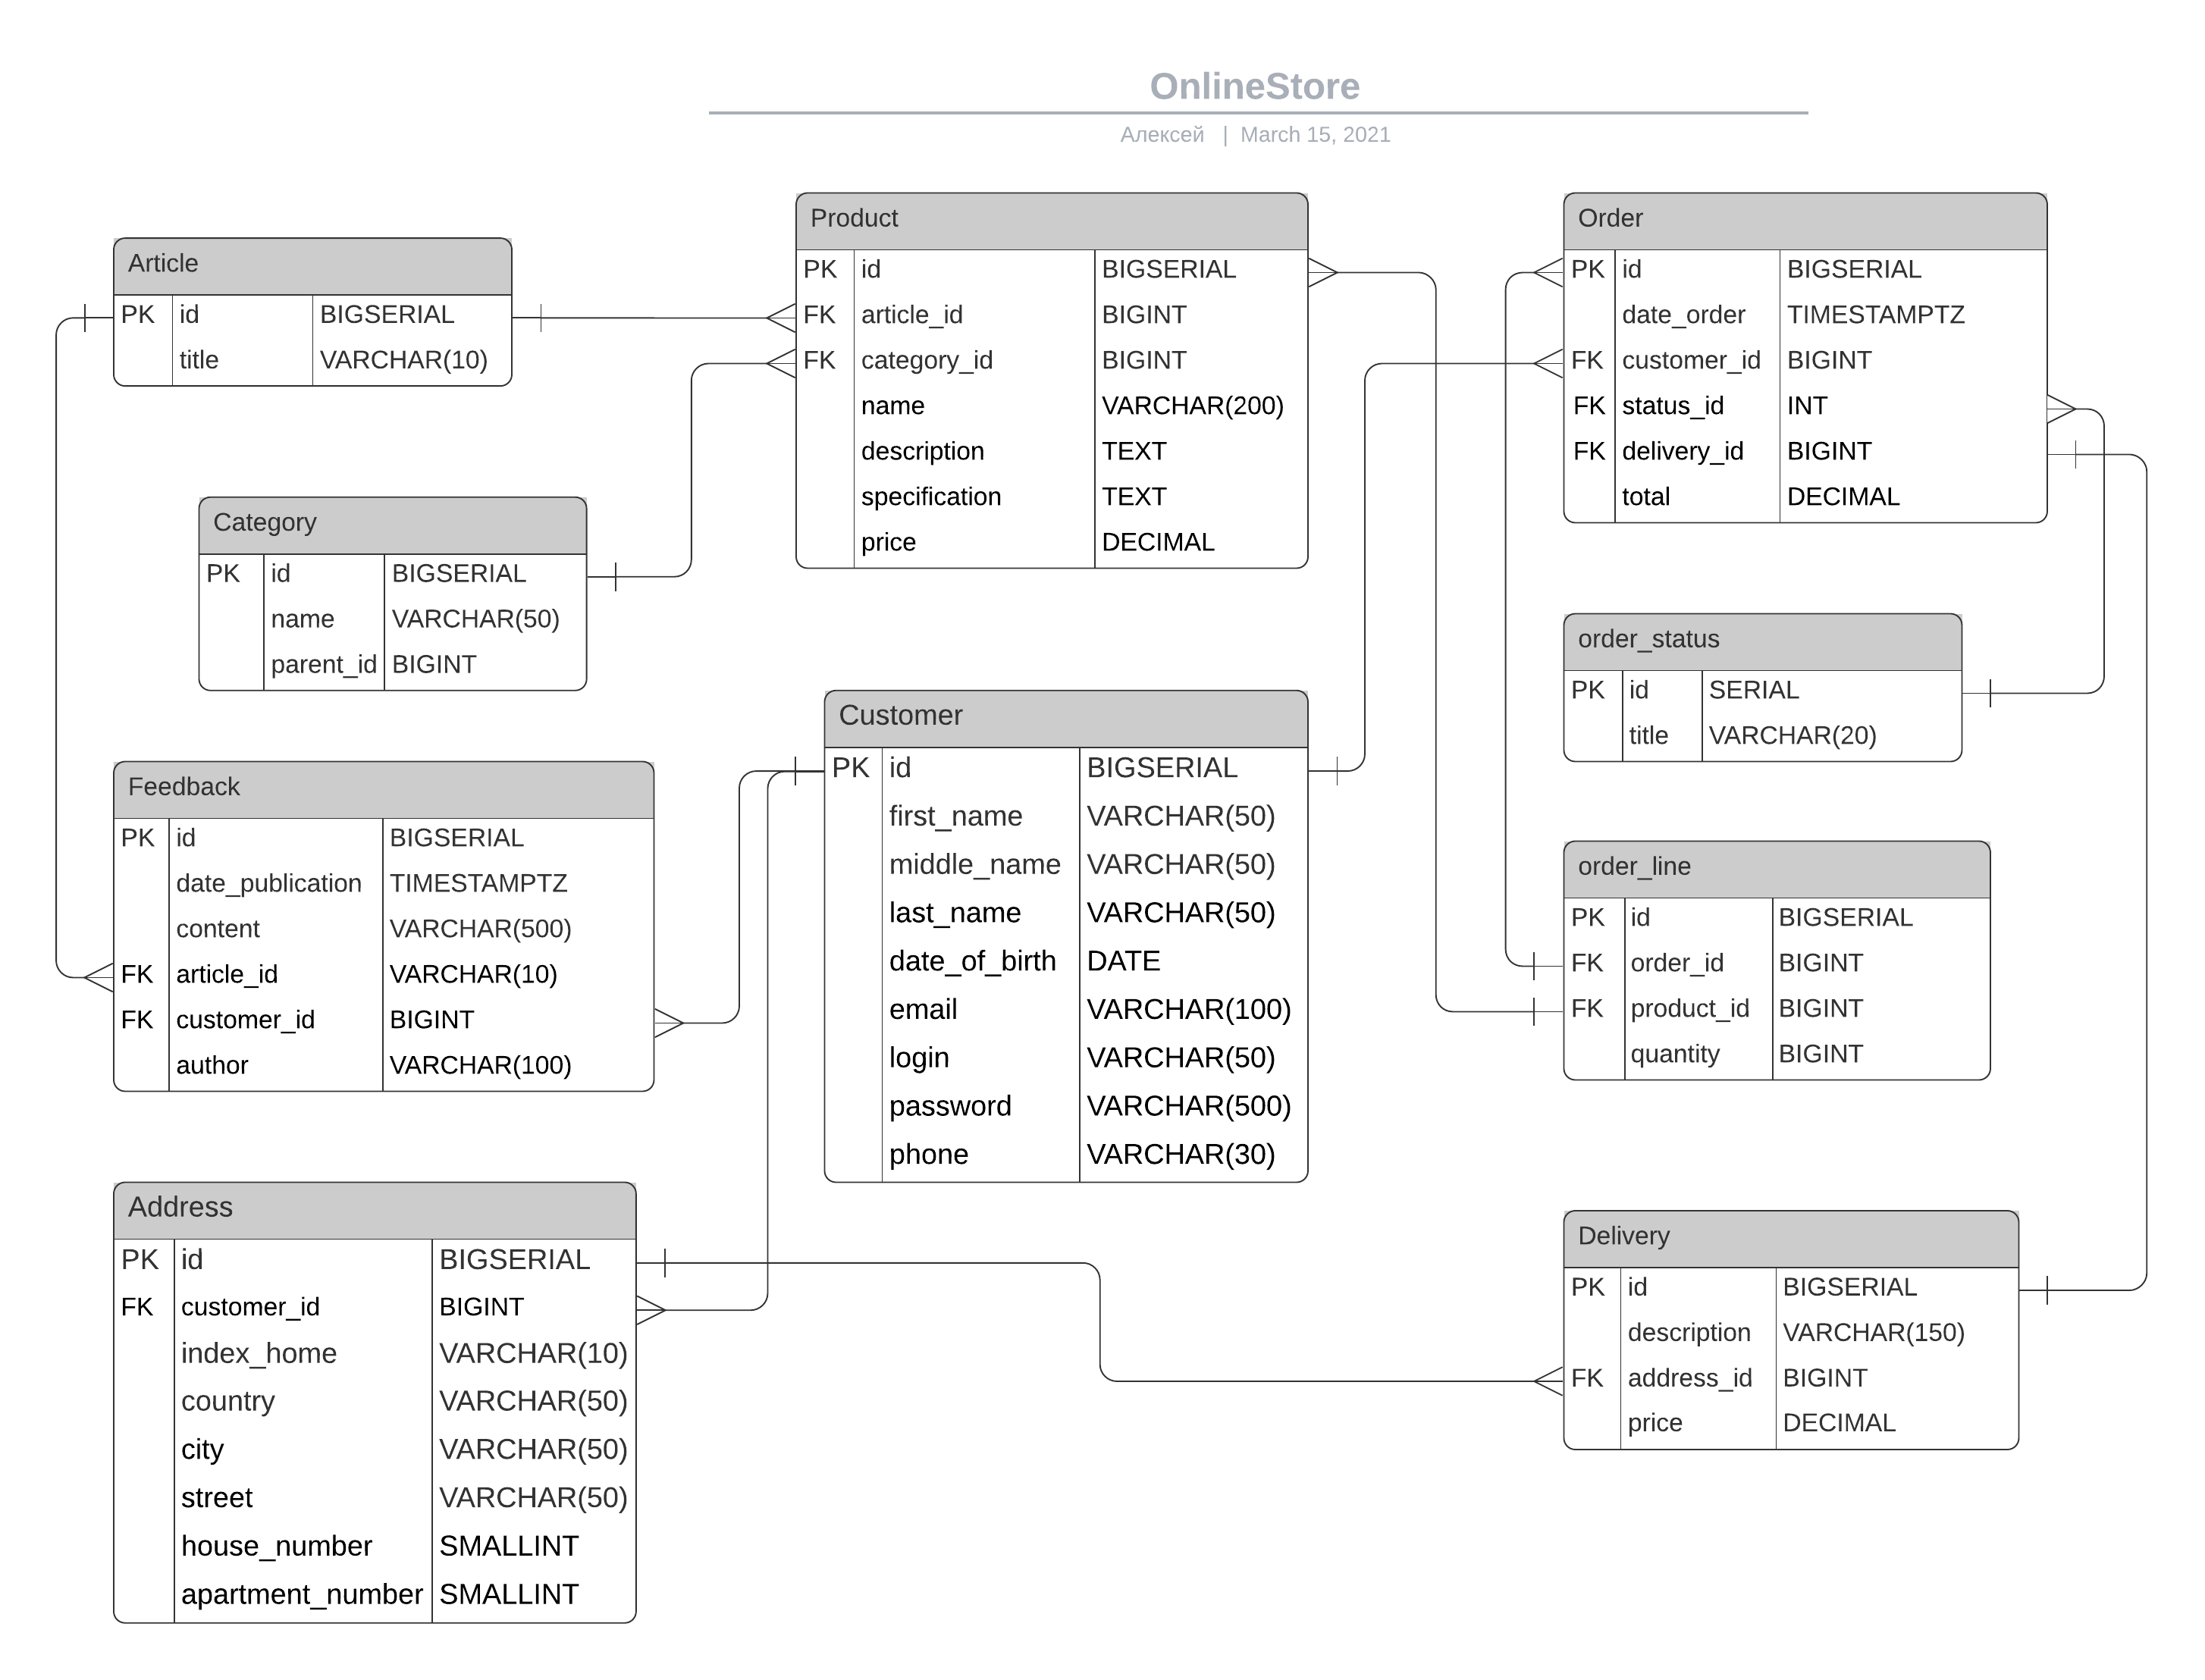 OnlineStore
Алексей | March 15, 2021
Article
PK id BIGSERIAL
title VARCHAR(10)
Product
PK id BIGSERIAL
FK article_id BIGINT
FK category_id BIGINT
name VARCHAR(200)
description TEXT
specification TEXT
price DECIMAL
Order
PK id BIGSERIAL
date_order TIMESTAMPTZ
FK customer_id BIGINT
FK status_id INT
FK delivery_id BIGINT
total DECIMAL
Category
PK id BIGSERIAL
name VARCHAR(50)
parent_id BIGINT
order_status
PK id SERIAL
title VARCHAR(20)
Feedback
PK id BIGSERIAL
date_publication TIMESTAMPTZ
content VARCHAR(500)
FK article_id VARCHAR(10)
FK customer_id BIGINT
author VARCHAR(100)
Customer
PK id BIGSERIAL
first_name VARCHAR(50)
middle_name VARCHAR(50)
last_name VARCHAR(50)
date_of_birth DATE
email VARCHAR(100)
login VARCHAR(50)
password VARCHAR(500)
phone VARCHAR(30)
order_line
PK id BIGSERIAL
FK order_id BIGINT
FK product_id BIGINT
quantity BIGINT
Address
PK id BIGSERIAL
FK customer_id BIGINT
index_home VARCHAR(10)
country VARCHAR(50)
city VARCHAR(50)
street VARCHAR(50)
house_number SMALLINT
apartment_number SMALLINT
Delivery
PK id BIGSERIAL
description VARCHAR(150)
FK address_id BIGINT
price DECIMAL